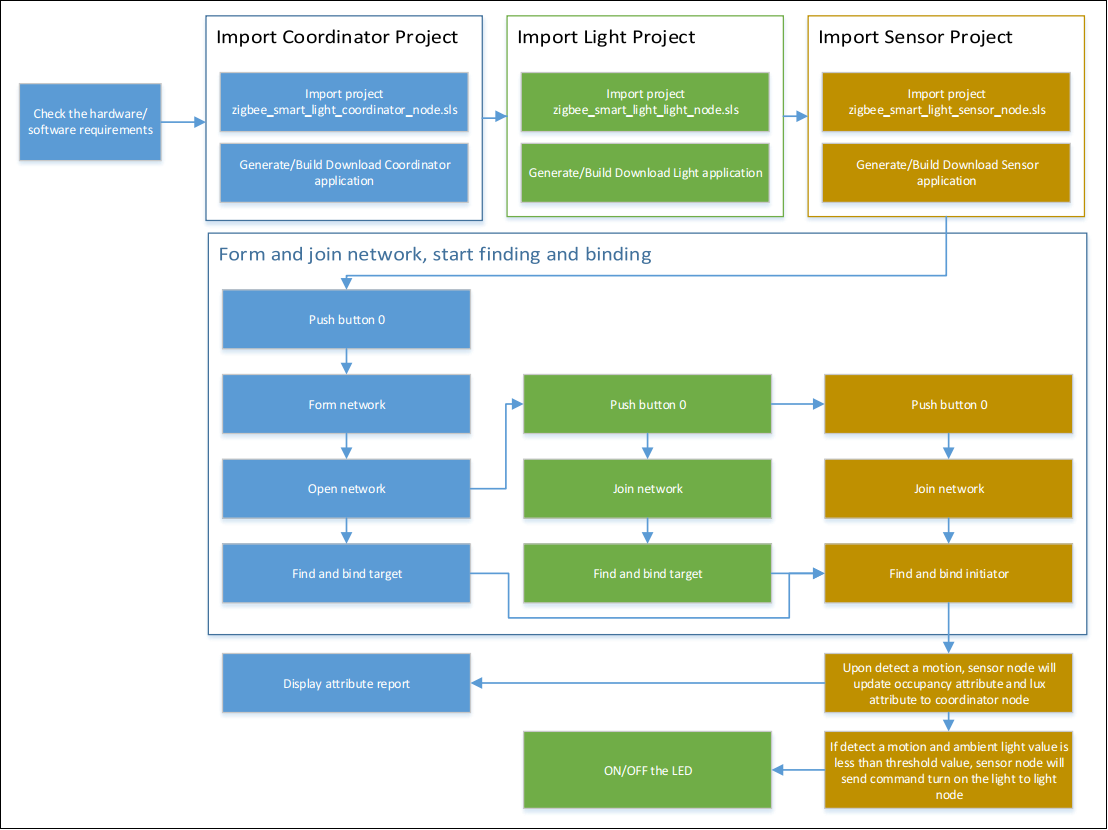 Check the hardware/
software requirements
Import Coordinator Project
Import project
zigbee_smart_light_coordinator_node.sls
Generate/Build Download Coordinator
application
Import Light Project
Import project
zigbee_smart_light_light_node.sls
Generate/Build Download Light application
Import Sensor Project
Import project
zigbee_smart_light_sensor_node.sls
Generate/Build Download Sensor
application
Form and join network, start finding and binding
Push button 0
Form network
Push button 0
Push button 0
Open network
Join network
Join network
Find and bind target
Find and bind target
Find and bind initiator
Display attribute report
Upon detect a motion, sensor node will
update occupancy attribute and lux
attribute to coordinator node
ON/OFF the LED
If detect a motion and ambient light value is
less than threshold value, sensor node will
send command turn on the light to light
node